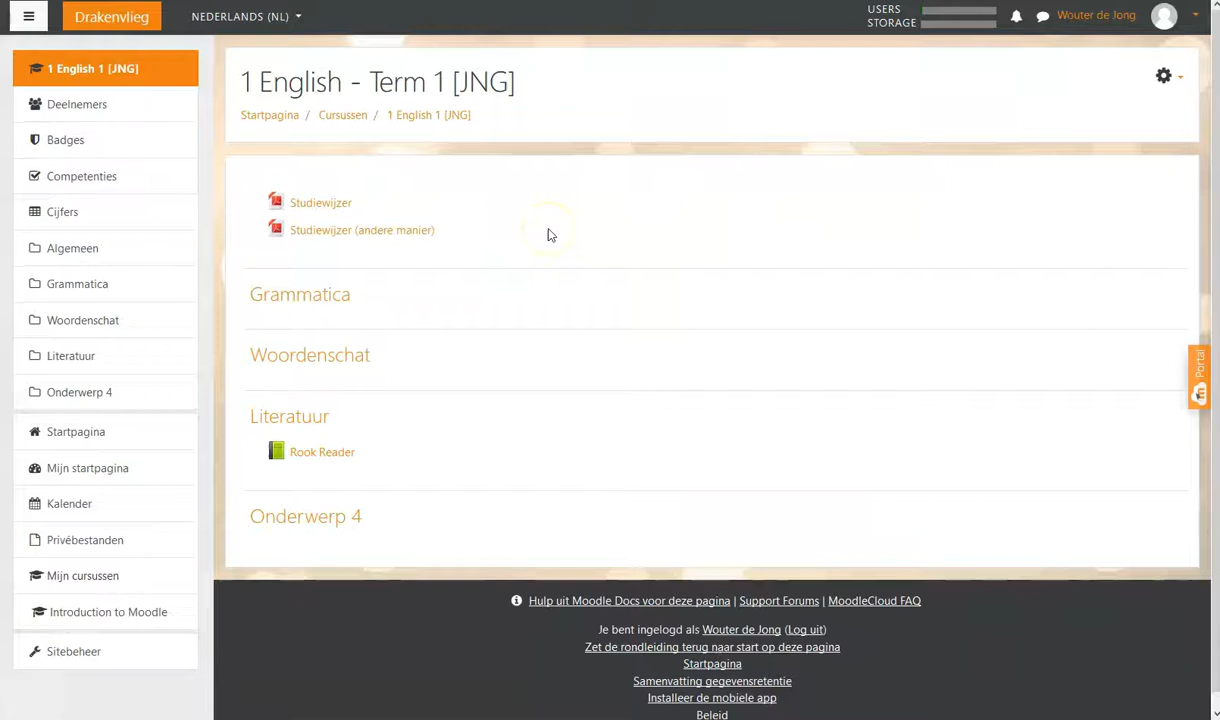 Drakenvlieg
NEDERLANDS (NL)
USERS
STORAGE
Wouter de Jong
1 English 1 [JNG]
Deelnemers
Badges
Competenties
Cijfers
Algemeen
Grammatica
Woordenschat
Literatuur
Onderwerp 4
Startpagina
Mijn startpagina
Kalender
Privébestanden
Mijn cursussen
Introduction to Moodle
Sitebeheer
1 English - Term 1 [JNG]
Startpagina / Cursussen / 1 English 1 [JNG]
Studiewijzer
Studiewijzer (andere manier)
Grammatica
Woordenschat
Literatuur
Rook Reader
Onderwerp 4
Portal
Hulp uit Moodle Docs voor deze pagina | Support Forums | MoodleCloud FAQ
Je bent ingelogd als Wouter de Jong (Log uit)
Zet de rondleiding terug naar start op deze pagina
Startpagina
Samenvatting gegevensretentie
Installeer de mobiele app
Beleid